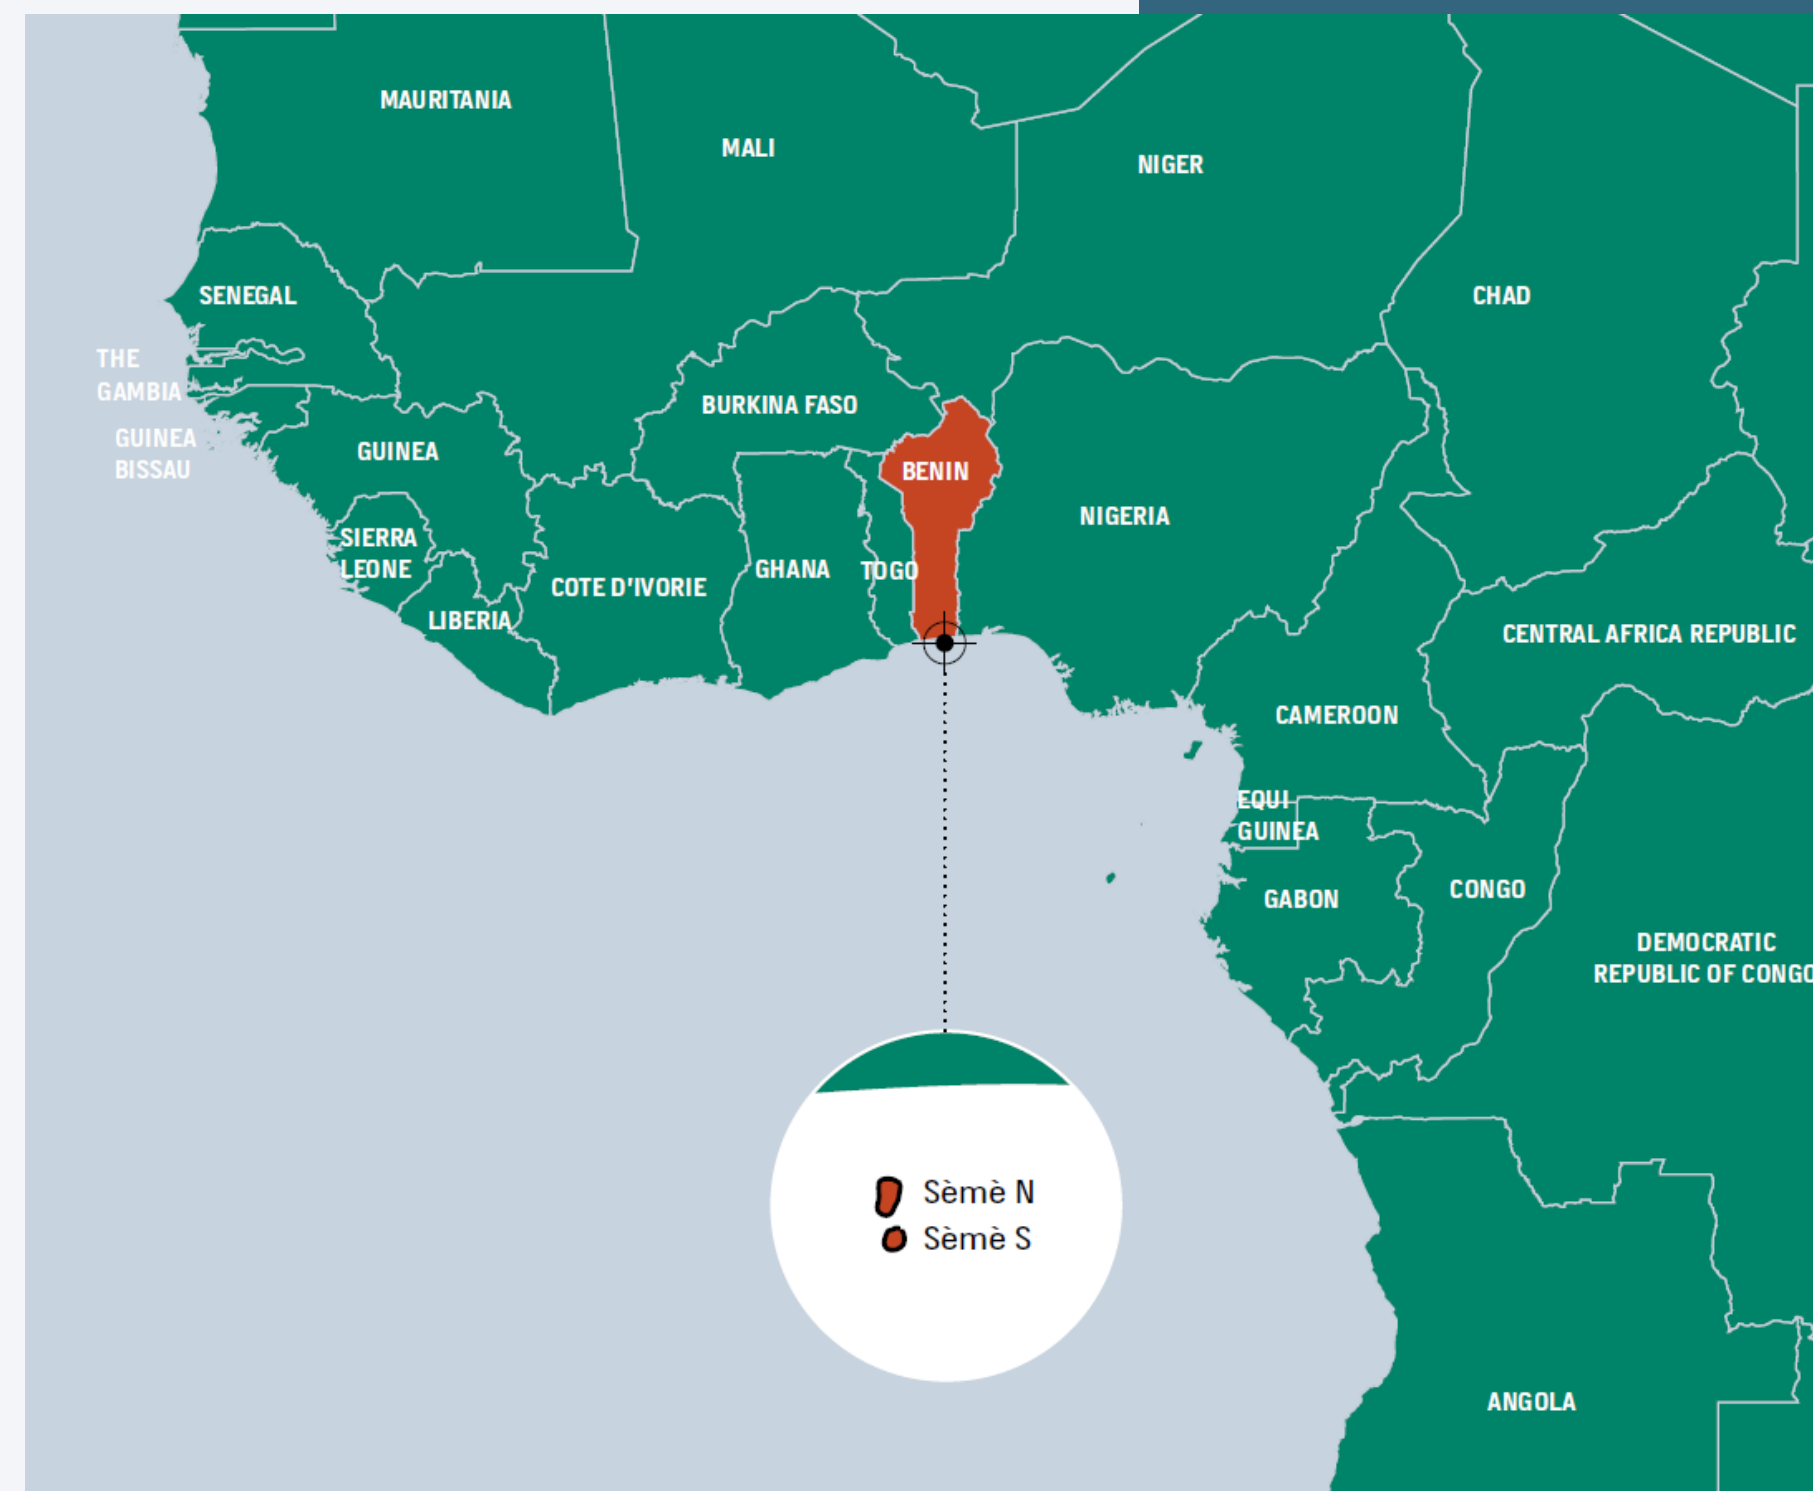 MAURITANIA
MALI
NIGER
SENEGAL
CHAD
THE
GAMBIA
BURKINA FASO
GUINEA
BISSAU
GUINEA
BENIN
NIGERIA
SIERRA
LEONE
GHANA
TOGO
COTE D'IVORIE
LIBERIA
CENTRAL AFRICA REPUBLIC
CAMEROON
EQUI
GUINEA
GABON
CONGO
DEMOCRATIC
REPUBLIC OF CONGO
Sèmè N
Sèmè S
ANGOLA